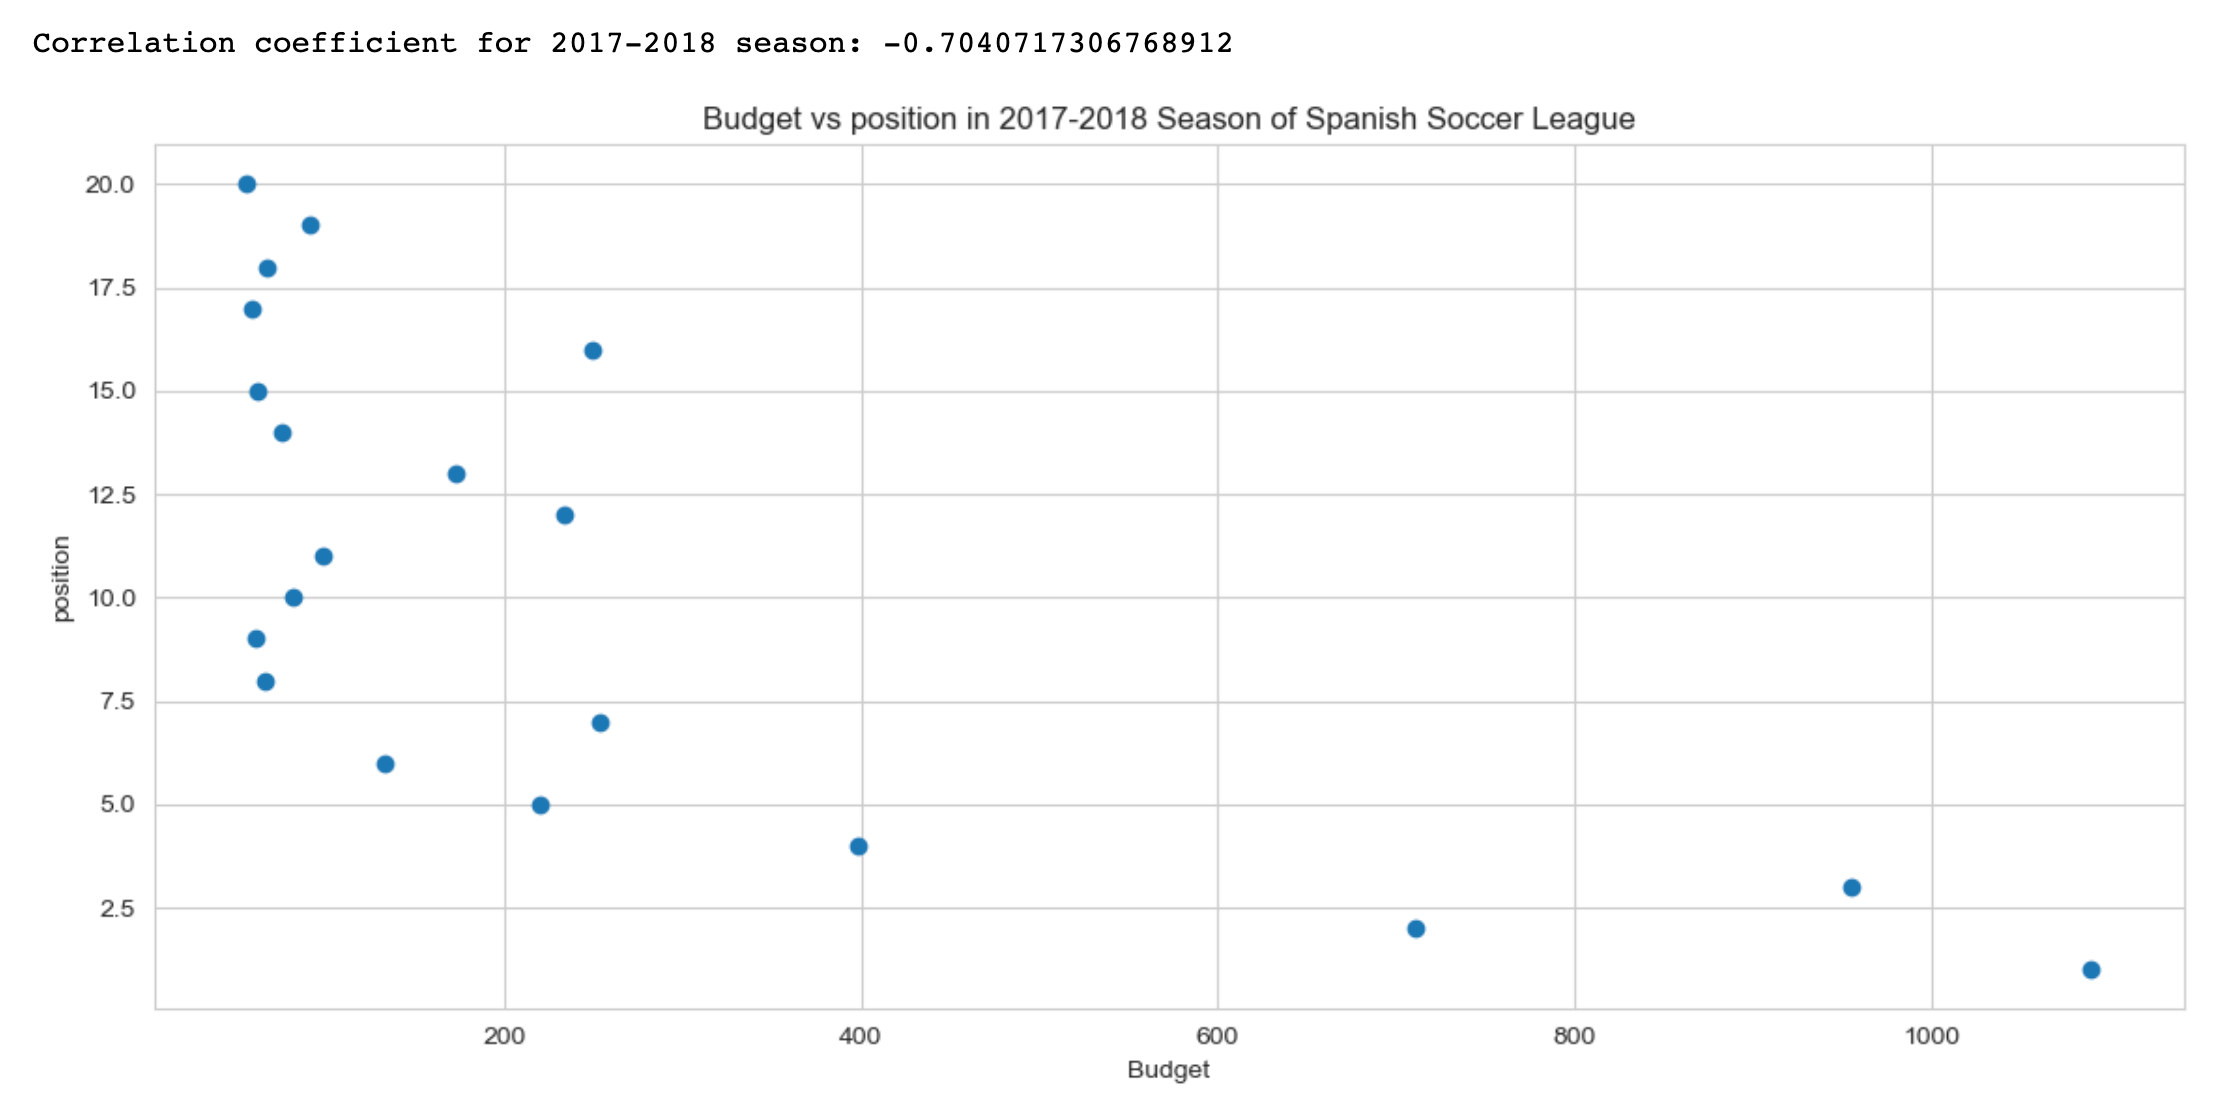 Correlation coefficient for 2017-2018 season: -0.7040717306768912
Budget vs position in 2017-2018 Season of Spanish Soccer League
20.0
17.5
15.0
12.5
10.0
7.5
5.0
2.5
position
200 400 600 800 1000
Budget